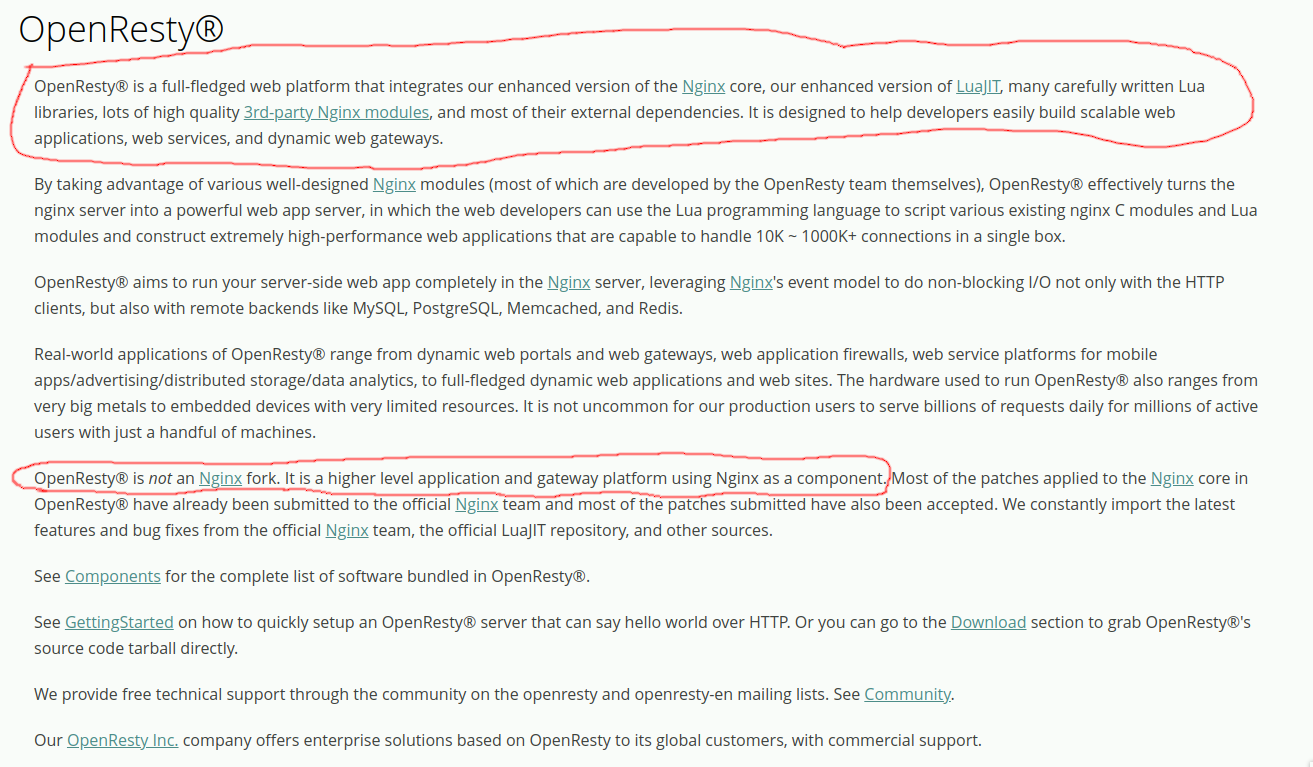 OpenResty®
OpenResty® is a full-fledged web platform that integrates our enhanced version of the Nginx core, our enhanced version of LuaJIT, many carefully written Lua
libraries, lots of high quality 3rd-party Nginx modules, and most of their external dependencies. It is designed to help developers easily build scalable web
applications, web services, and dynamic web gateways.
By taking advantage of various well-designed Nginx modules (most of which are developed by the OpenResty team themselves), OpenResty® effectively turns the
nginx server into a powerful web app server, in which the web developers can use the Lua programming language to script various existing nginx C modules and Lua
modules and construct extremely high-performance web applications that are capable to handle 10K ~ 1000K+ connections in a single box.
OpenResty® aims to run your server-side web app completely in the Nginx server, leveraging Nginx's event model to do non-blocking I/O not only with the HTTP
clients, but also with remote backends like MySQL, PostgreSQL, Memcached, and Redis.
Real-world applications of OpenResty® range from dynamic web portals and web gateways, web application firewalls, web service platforms for mobile
apps/advertising/distributed storage/data analytics, to full-fledged dynamic web applications and web sites. The hardware used to run OpenResty® also ranges from
very big metals to embedded devices with very limited resources. It is not uncommon for our production users to serve billions of requests daily for millions of active
users with just a handful of machines.
OpenResty® is not an Nginx fork. It is a higher level application and gateway platform using Nginx as a component. Most of the patches applied to the Nginx core in
OpenResty® have already been submitted to the official Nginx team and most of the patches submitted have also been accepted. We constantly import the latest
features and bug fixes from the official Nginx team, the official LuaJIT repository, and other sources.
See Components for the complete list of software bundled in OpenResty®.
See GettingStarted on how to quickly setup an OpenResty® server that can say hello world over HTTP. Or you can go to the Download section to grab OpenResty®'s
source code tarball directly.
We provide free technical support through the community on the openresty and openresty-en mailing lists. See Community.
Our OpenResty Inc. company offers enterprise solutions based on OpenResty to its global customers, with commercial support.